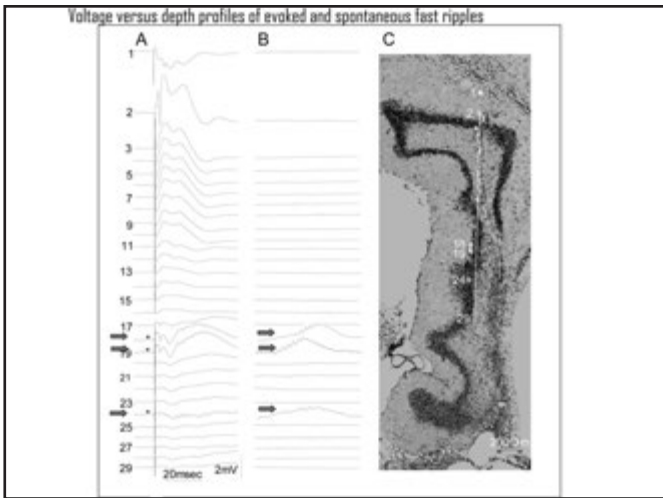 Voltage versus depth profiles of evoked and spontaneous fast ripples
A
B
C
1
2
3
5
7
9
11
13
15
17
19
21
23
25
27
29
20msec
2mV